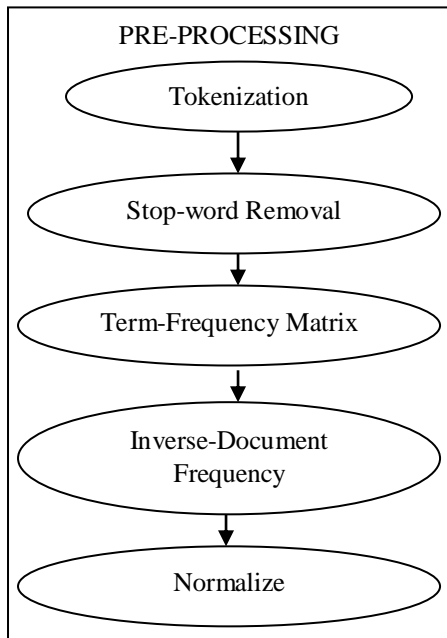 PRE-PROCESSING
Tokenization
Stop-word Removal
Term-Frequency Matrix
Inverse-Document
Frequency
Normalize